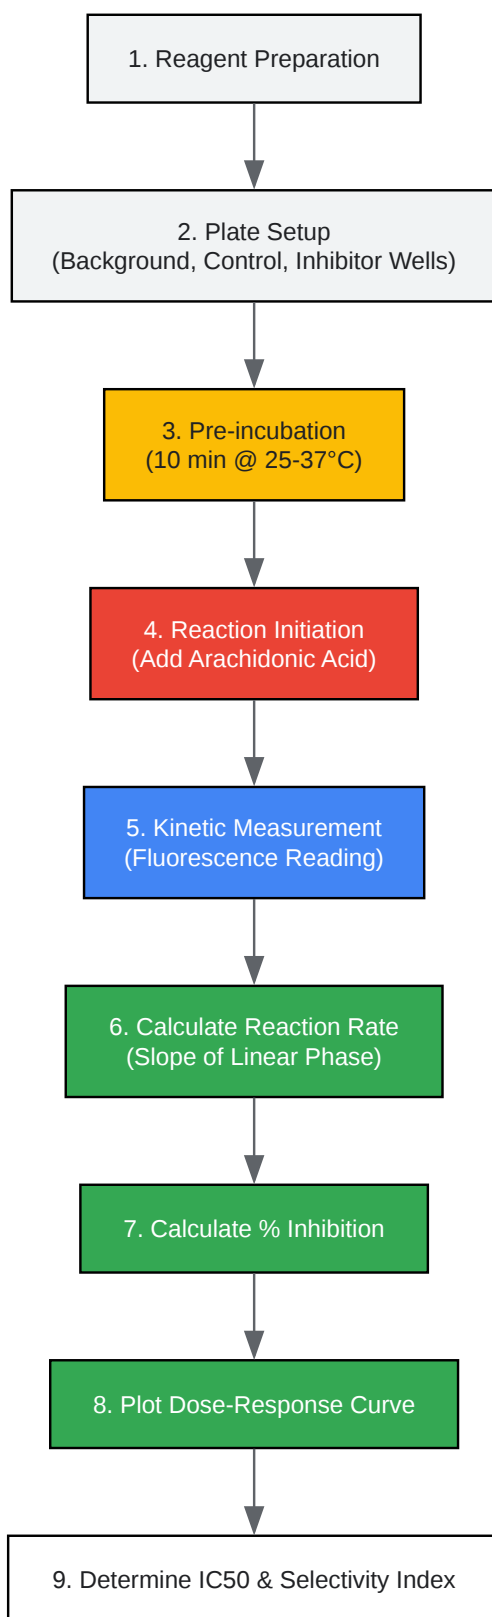 1. Reagent Preparation
2. Plate Setup
(Background, Control, Inhibitor Wells)
3. Pre-incubation
(10 min @ 25-37°C)
4. Reaction Initiation
(Add Arachidonic Acid)
5. Kinetic Measurement
(Fluorescence Reading)
6. Calculate Reaction Rate
(Slope of Linear Phase)
7. Calculate % Inhibition
8. Plot Dose-Response Curve
9. Determine IC50 & Selectivity Index